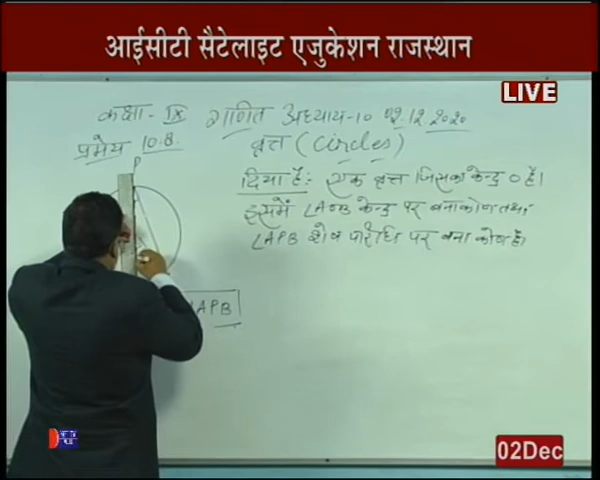 आईसीटी सैटेलाइट एजुकेशन राजस्थान
LIVE
कक्षा - IX गणित अध्याय-10 02.12.2020
प्रमेय 10.8 वृत्त (Circles)
P
दिया है: एक वृत्त जिसका केन्द्र O है।
इसमें ∠AOB केन्द्र पर बना कोण तथा
∠APB शेष परिधि पर बना कोण है।
APB
02Dec